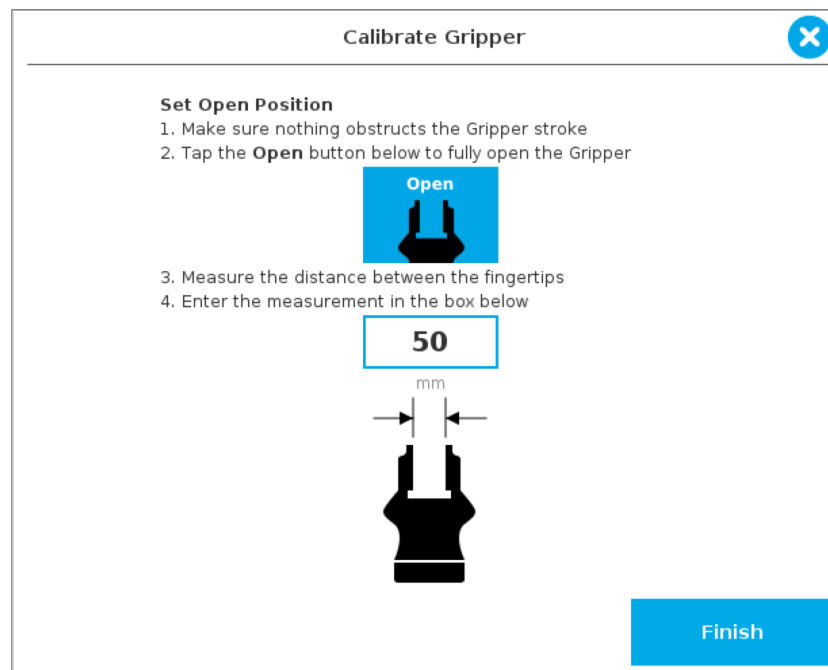 Calibrate Gripper
Set Open Position
1. Make sure nothing obstructs the Gripper stroke
2. Tap the Open button below to fully open the Gripper
Open
3. Measure the distance between the fingertips
4. Enter the measurement in the box below
50
mm
Finish